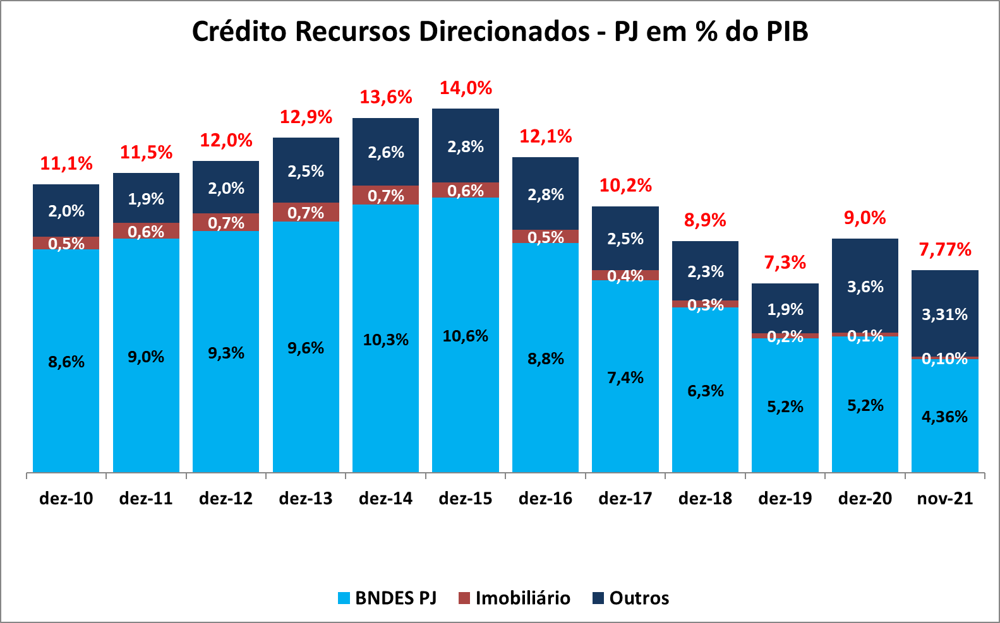 Crédito Recursos Direcionados - PJ em % do PIB
11,1% 11,5% 12,0% 12,9% 13,6% 14,0% 12,1% 10,2% 8,9% 7,3% 9,0% 7,77%
2,0% 1,9% 2,0% 2,5% 2,6% 2,8% 2,8% 2,5% 2,3% 1,9% 3,6% 3,31%
0,5% 0,6% 0,7% 0,7% 0,7% 0,6% 0,5% 0,4% 0,3% 0,2% 0,1% 0,10%
8,6% 9,0% 9,3% 9,6% 10,3% 10,6% 8,8% 7,4% 6,3% 5,2% 5,2% 4,36%
dez-10 dez-11 dez-12 dez-13 dez-14 dez-15 dez-16 dez-17 dez-18 dez-19 dez-20 nov-21
BNDES PJ Imobiliário Outros